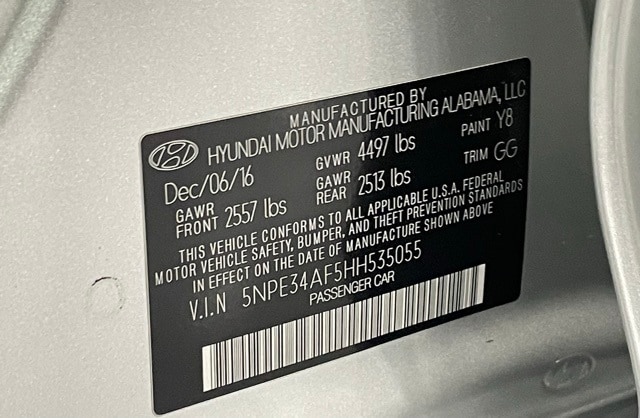 MANUFACTURED BY
HYUNDAI MOTOR MANUFACTURING ALABAMA, LLC
Dec/06/16 GVWR 4497 lbs PAINT Y8
GAWR FRONT 2557 lbs GAWR REAR 2513 lbs TRIM GG
THIS VEHICLE CONFORMS TO ALL APPLICABLE U.S.A. FEDERAL
MOTOR VEHICLE SAFETY, BUMPER, AND THEFT PREVENTION STANDARDS
IN EFFECT ON THE DATE OF MANUFACTURE SHOWN ABOVE
V.I.N 5NPE34AF5HH535055
PASSENGER CAR